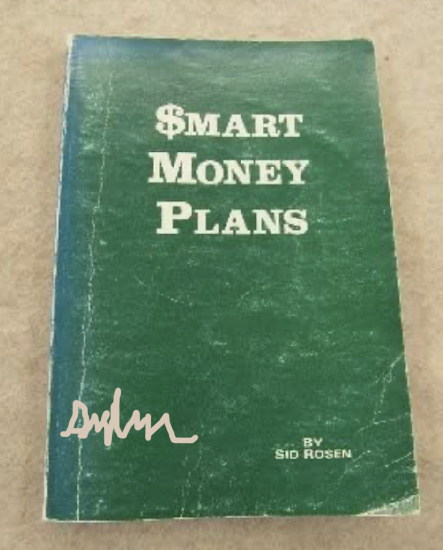 $MART
MONEY
PLANS
BY
SID ROSEN